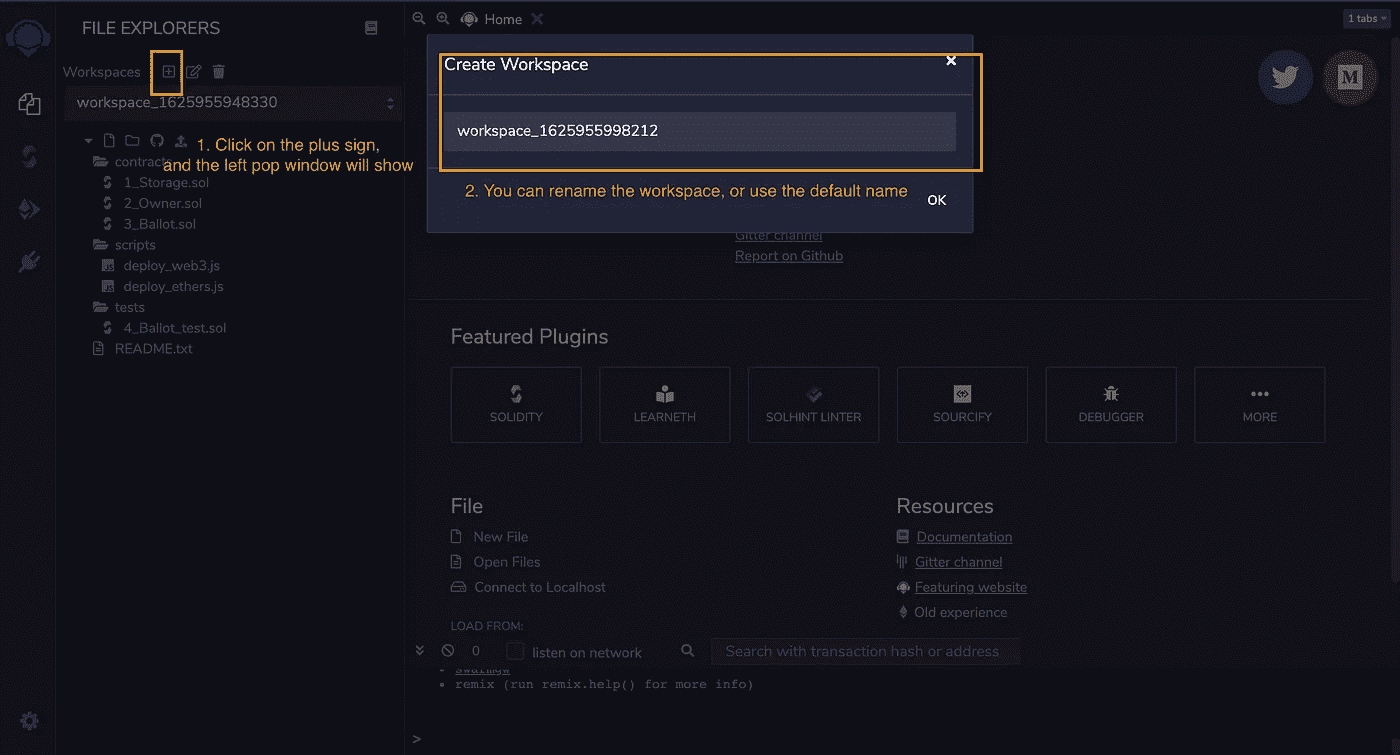 FILE EXPLORERS
Home
1 tabs
Workspaces
workspace_1625955948330
Create Workspace
workspace_1625955998212
1. Click on the plus sign,
and the left pop window will show
2. You can rename the workspace, or use the default name
OK
contracts
1_Storage.sol
2_Owner.sol
3_Ballot.sol
scripts
deploy_web3.js
deploy_ethers.js
tests
4_Ballot_test.sol
README.txt
M
Gitter channel
Report on Github
Featured Plugins
SOLIDITY
LEARNETH
SOLHINT LINTER
SOURCIFY
DEBUGGER
MORE
File
New File
Open Files
Connect to Localhost
LOAD FROM:
Resources
Documentation
Gitter channel
Featuring website
Old experience
0
listen on network
Search with transaction hash or address
remix (run remix.help() for more info)
>